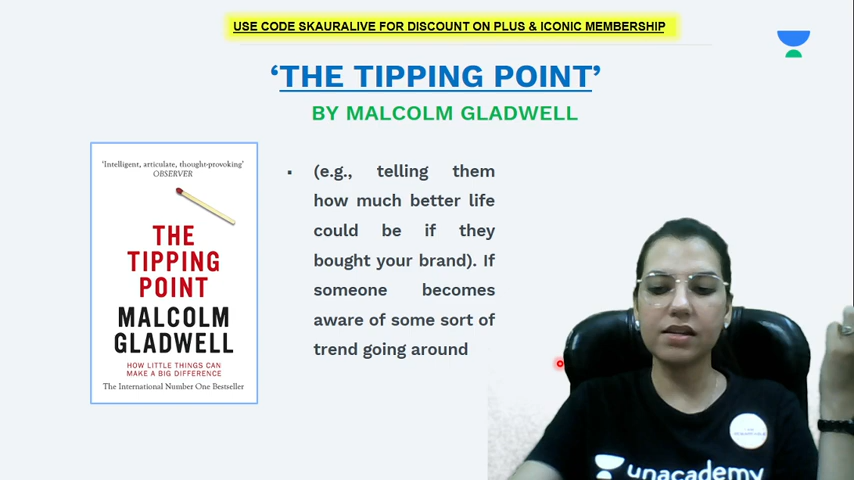 USE CODE SKAURALIVE FOR DISCOUNT ON PLUS & ICONIC MEMBERSHIP
‘THE TIPPING POINT’
BY MALCOLM GLADWELL
'Intelligent, articulate, thought-provoking'
OBSERVER
THE
TIPPING
POINT
MALCOLM
GLADWELL
HOW LITTLE THINGS CAN
MAKE A BIG DIFFERENCE
The International Number One Bestseller
▪ (e.g., telling them
how much better life
could be if they
bought your brand). If
someone becomes
aware of some sort of
trend going around
unacademy